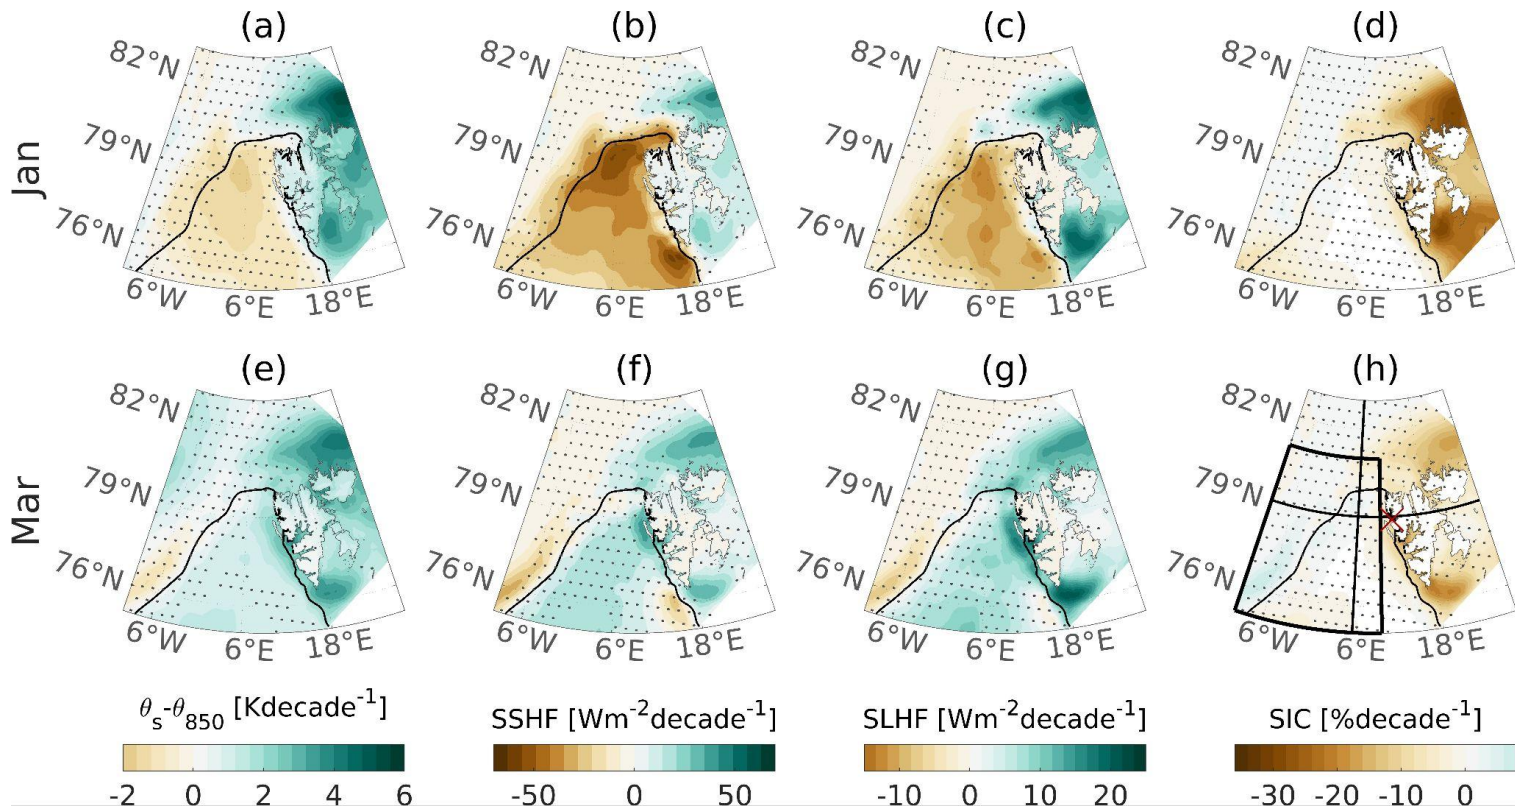 (a) (b) (c) (d)
Jan
82°N 82°N 82°N 82°N
79°N 79°N 79°N 79°N
76°N 76°N 76°N 76°N
6°W 6°E 18°E 6°W 6°E 18°E 6°W 6°E 18°E 6°W 6°E 18°E
(e) (f) (g) (h)
Mar
82°N 82°N 82°N 82°N
79°N 79°N 79°N 79°N
76°N 76°N 76°N 76°N
6°W 6°E 18°E 6°W 6°E 18°E 6°W 6°E 18°E 6°W 6°E 18°E
θs-θ850 [Kdecade-1] SSHF [Wm-2decade-1] SLHF [Wm-2decade-1] SIC [%decade-1]
-2 0 2 4 6 -50 0 50 -10 0 10 20 -30 -20 -10 0